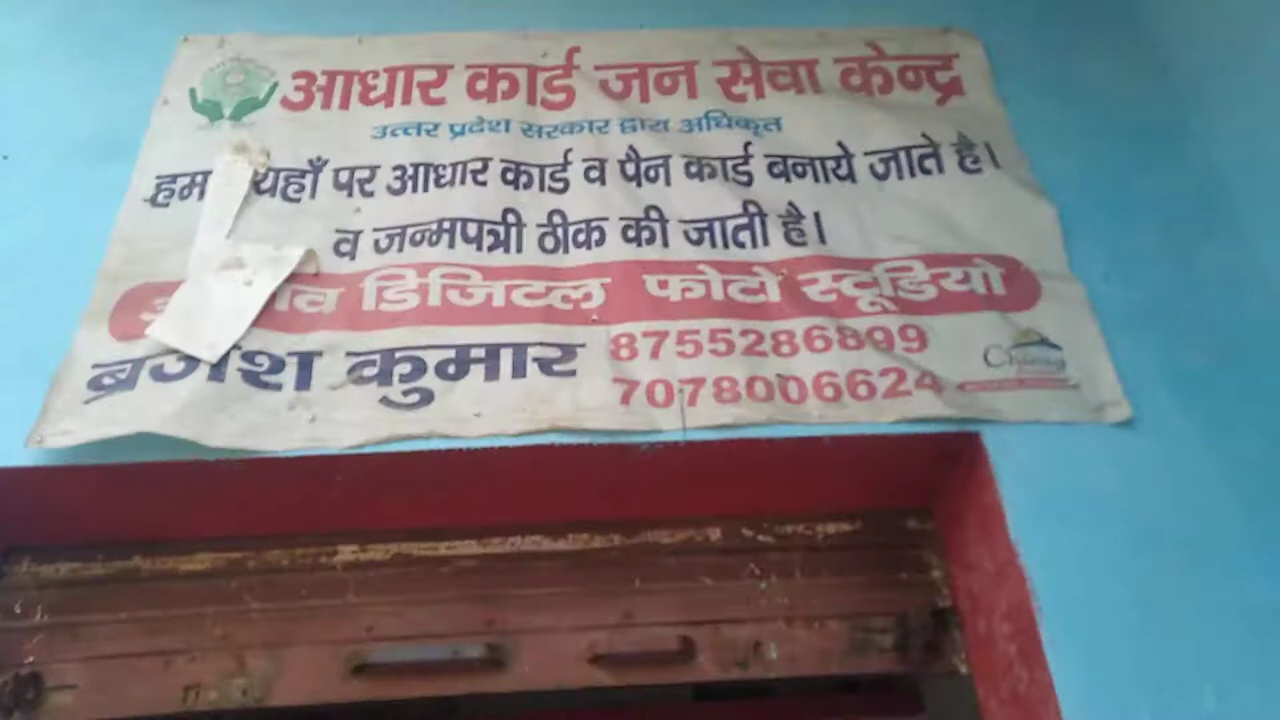 आधार कार्ड जन सेवा केन्द्र
उत्तर प्रदेश सरकार द्वारा अधिकृत
यहाँ पर आधार कार्ड व पैन कार्ड बनाये जाते है।
व जन्मपत्री ठीक की जाती है।
डिजिटल फोटो स्टूडियो
कुमार 8755286899
7078006624